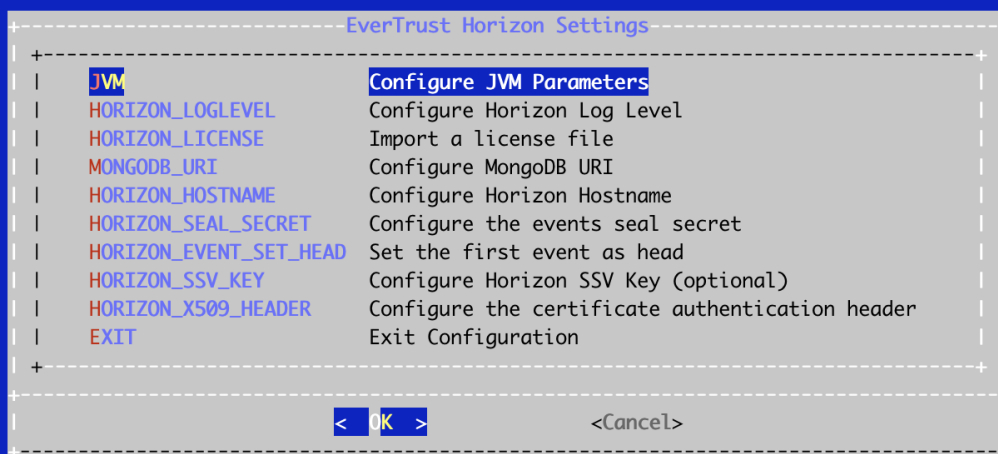 EverTrust Horizon Settings
JVM Configure JVM Parameters
HORIZON_LOGLEVEL Configure Horizon Log Level
HORIZON_LICENSE Import a license file
MONGODB_URI Configure MongoDB URI
HORIZON_HOSTNAME Configure Horizon Hostname
HORIZON_SEAL_SECRET Configure the events seal secret
HORIZON_EVENT_SET_HEAD Set the first event as head
HORIZON_SSV_KEY Configure Horizon SSV Key (optional)
HORIZON_X509_HEADER Configure the certificate authentication header
EXIT Exit Configuration
< OK > <Cancel>